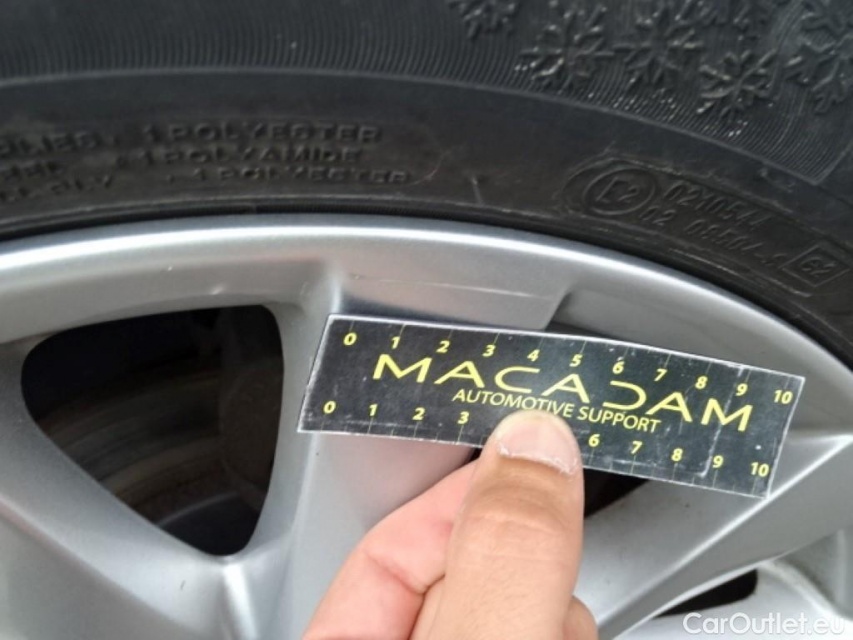 1 POLYESTER
1 POLYAMIDE
1 POLYESTER
E2
0 1 2 3 4 5 6 7 8 9 10
MACADAM
AUTOMOTIVE SUPPORT
0 1 2 3 6 7 8 9 10
CarOutlet.eu